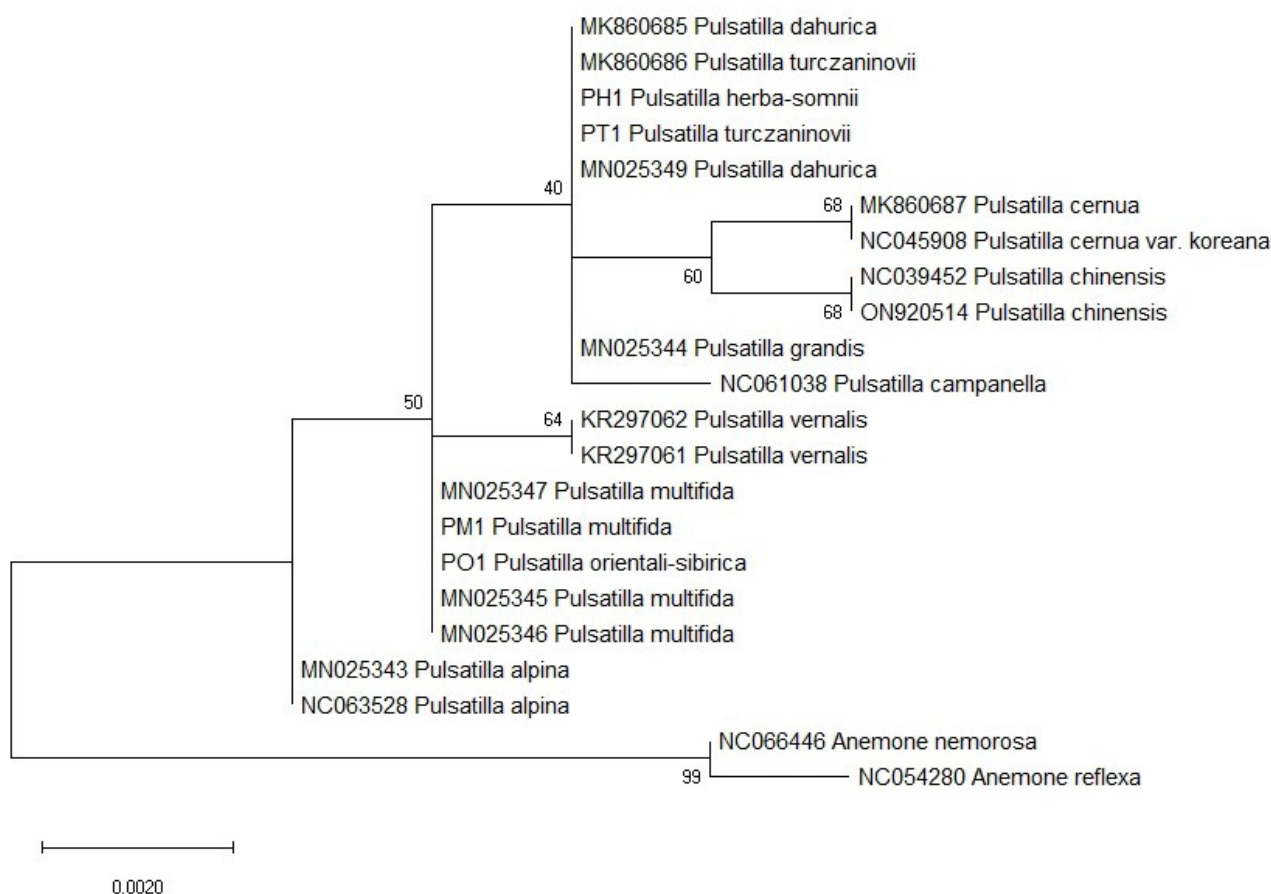 MK860685 Pulsatilla dahurica
MK860686 Pulsatilla turczaninovii
PH1 Pulsatilla herba-somnii
PT1 Pulsatilla turczaninovii
MN025349 Pulsatilla dahurica
40
68
MK860687 Pulsatilla cernua
NC045908 Pulsatilla cernua var. koreana
60
NC039452 Pulsatilla chinensis
68
ON920514 Pulsatilla chinensis
MN025344 Pulsatilla grandis
NC061038 Pulsatilla campanella
50
64
KR297062 Pulsatilla vernalis
KR297061 Pulsatilla vernalis
MN025347 Pulsatilla multifida
PM1 Pulsatilla multifida
PO1 Pulsatilla orientali-sibirica
MN025345 Pulsatilla multifida
MN025346 Pulsatilla multifida
MN025343 Pulsatilla alpina
NC063528 Pulsatilla alpina
NC066446 Anemone nemorosa
99
NC054280 Anemone reflexa
0.0020